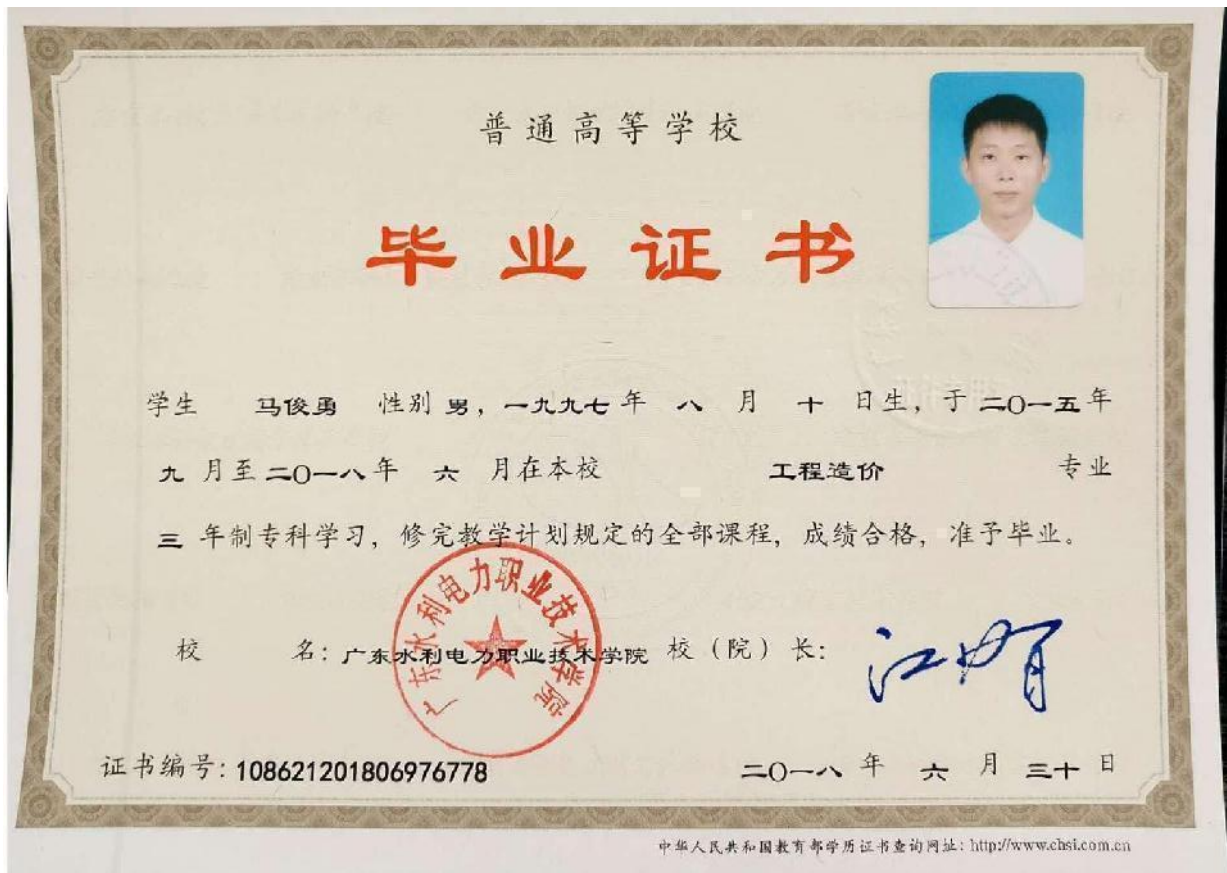 普通高等学校
毕业证书
学生 马俊勇 性别 男，一九九七年 八 月 十 日生，于二〇一五年
九 月至二〇一八年 六 月在本校 工程造价 专业
三 年制专科学习，修完教学计划规定的全部课程，成绩合格，准予毕业。
校 名：广东水利电力职业技术学院 校（院）长：
广东水利电力职业技术学院
证书编号：108621201806976778 二〇一八 年 六 月 三十 日
中华人民共和国教育部学历证书查询网址：http://www.chsi.com.cn